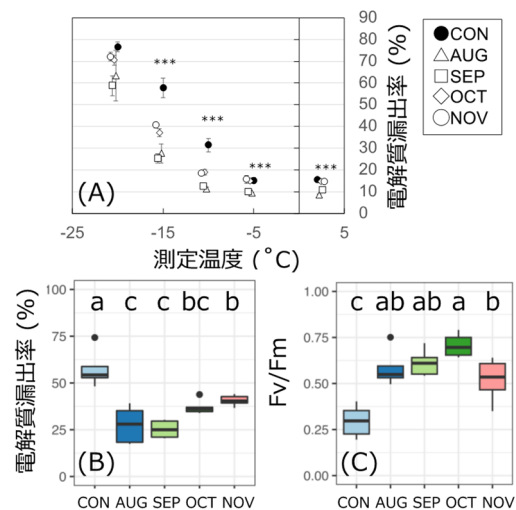 90
80
70
60
50
40
30
20
10
0
電解質漏出率 (%)
CON
AUG
SEP
OCT
NOV
***
***
***
***
(A)
-25
-15
-5
5
測定温度 (˚C)
電解質漏出率 (%)
100
75
50
25
0
a
c
c
bc
b
(B)
CON
AUG
SEP
OCT
NOV
Fv/Fm
1.00
0.75
0.50
0.25
0.00
c
ab
ab
a
b
(C)
CON
AUG
SEP
OCT
NOV